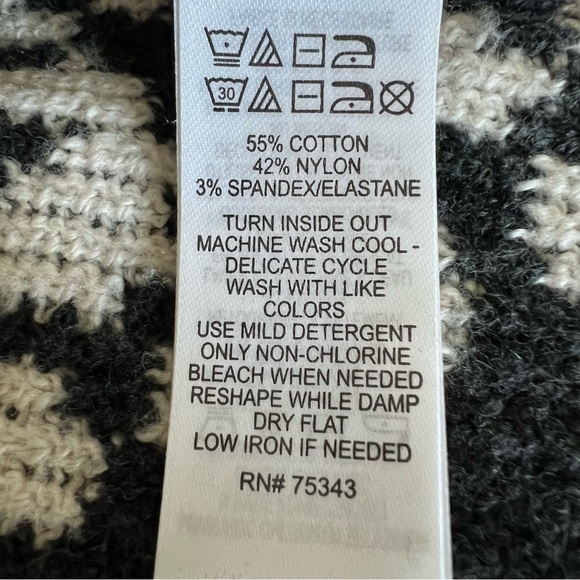 30
55% COTTON
42% NYLON
3% SPANDEX/ELASTANE
TURN INSIDE OUT
MACHINE WASH COOL -
DELICATE CYCLE
WASH WITH LIKE
COLORS
USE MILD DETERGENT
ONLY NON-CHLORINE
BLEACH WHEN NEEDED
RESHAPE WHILE DAMP
DRY FLAT
LOW IRON IF NEEDED
RN# 75343